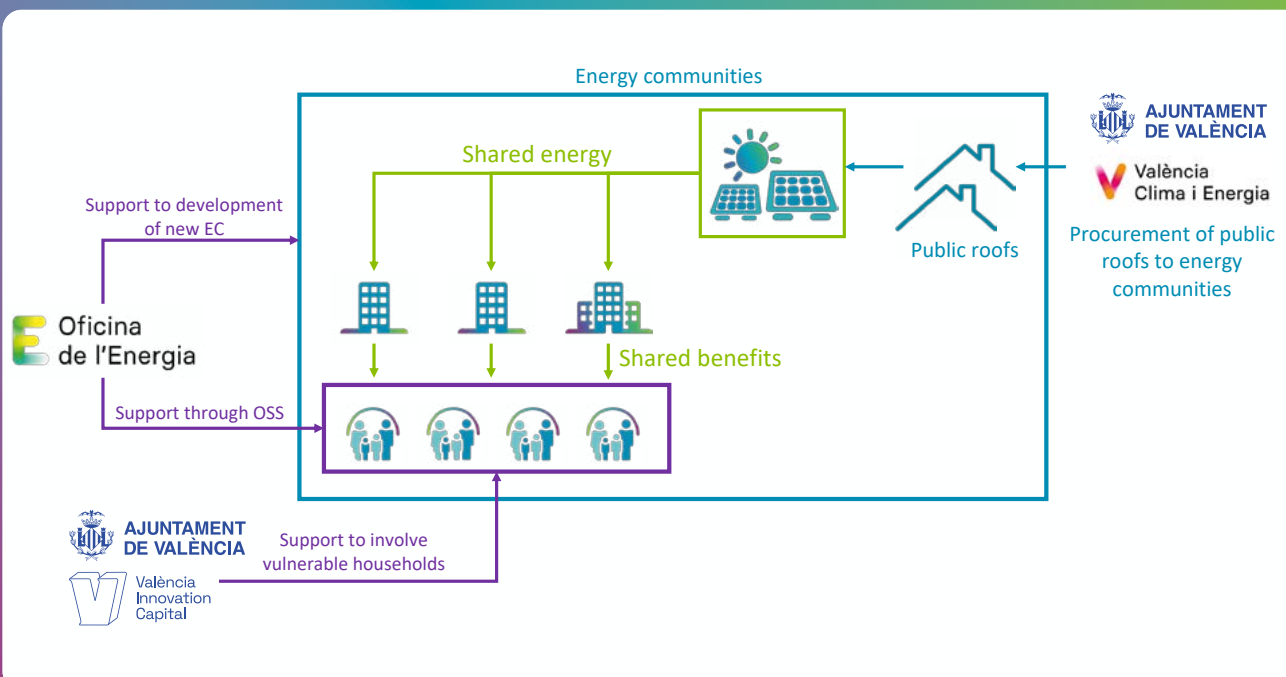 Energy communities
AJUNTAMENT
DE VALÈNCIA
València
Clima i Energia
Procurement of public
roofs to energy
communities
Public roofs
Shared energy
Support to development
of new EC
Oficina
de l'Energia
Shared benefits
Support through OSS
AJUNTAMENT
DE VALÈNCIA
València
Innovation
Capital
Support to involve
vulnerable households